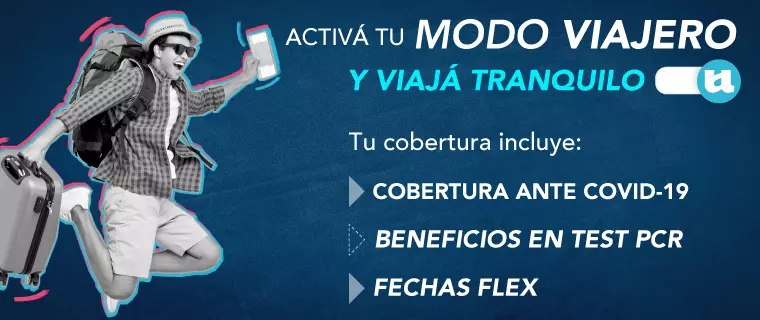 ACTIVÁ TU MODO VIAJERO
Y VIAJÁ TRANQUILO u
Tu cobertura incluye:
COBERTURA ANTE COVID-19
BENEFICIOS EN TEST PCR
FECHAS FLEX